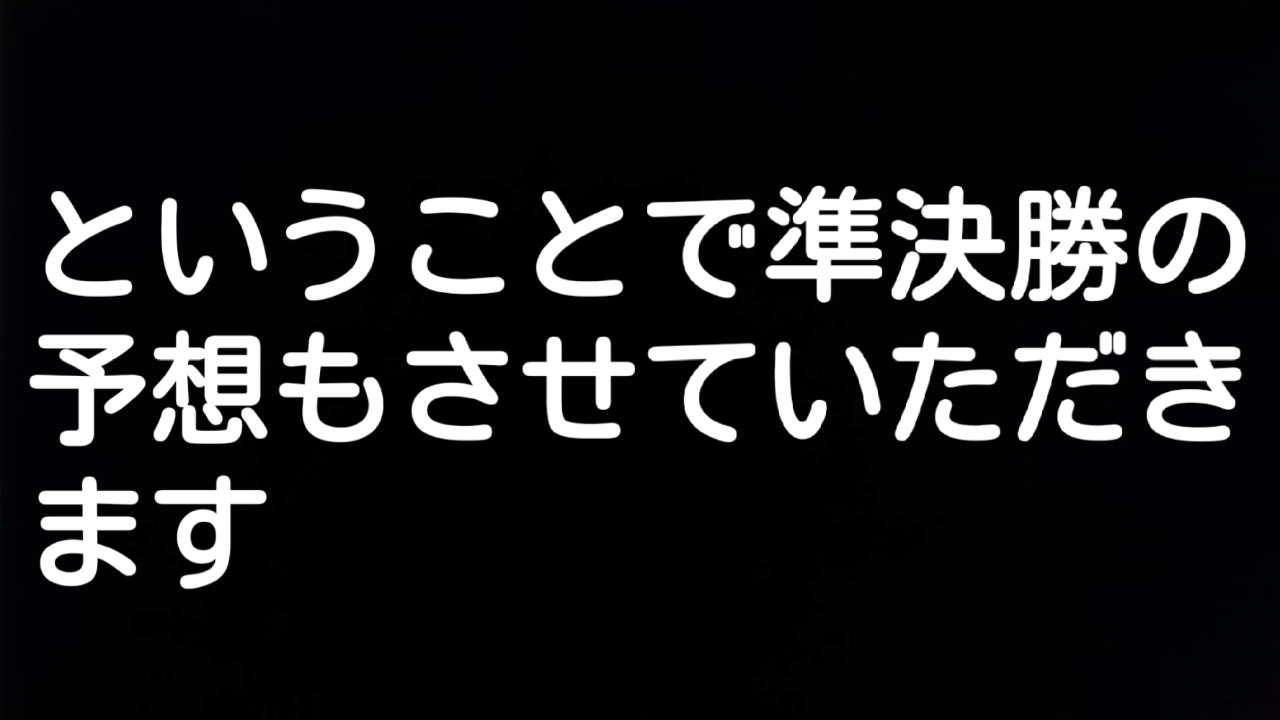 ということで準決勝の
予想もさせていただき
ます